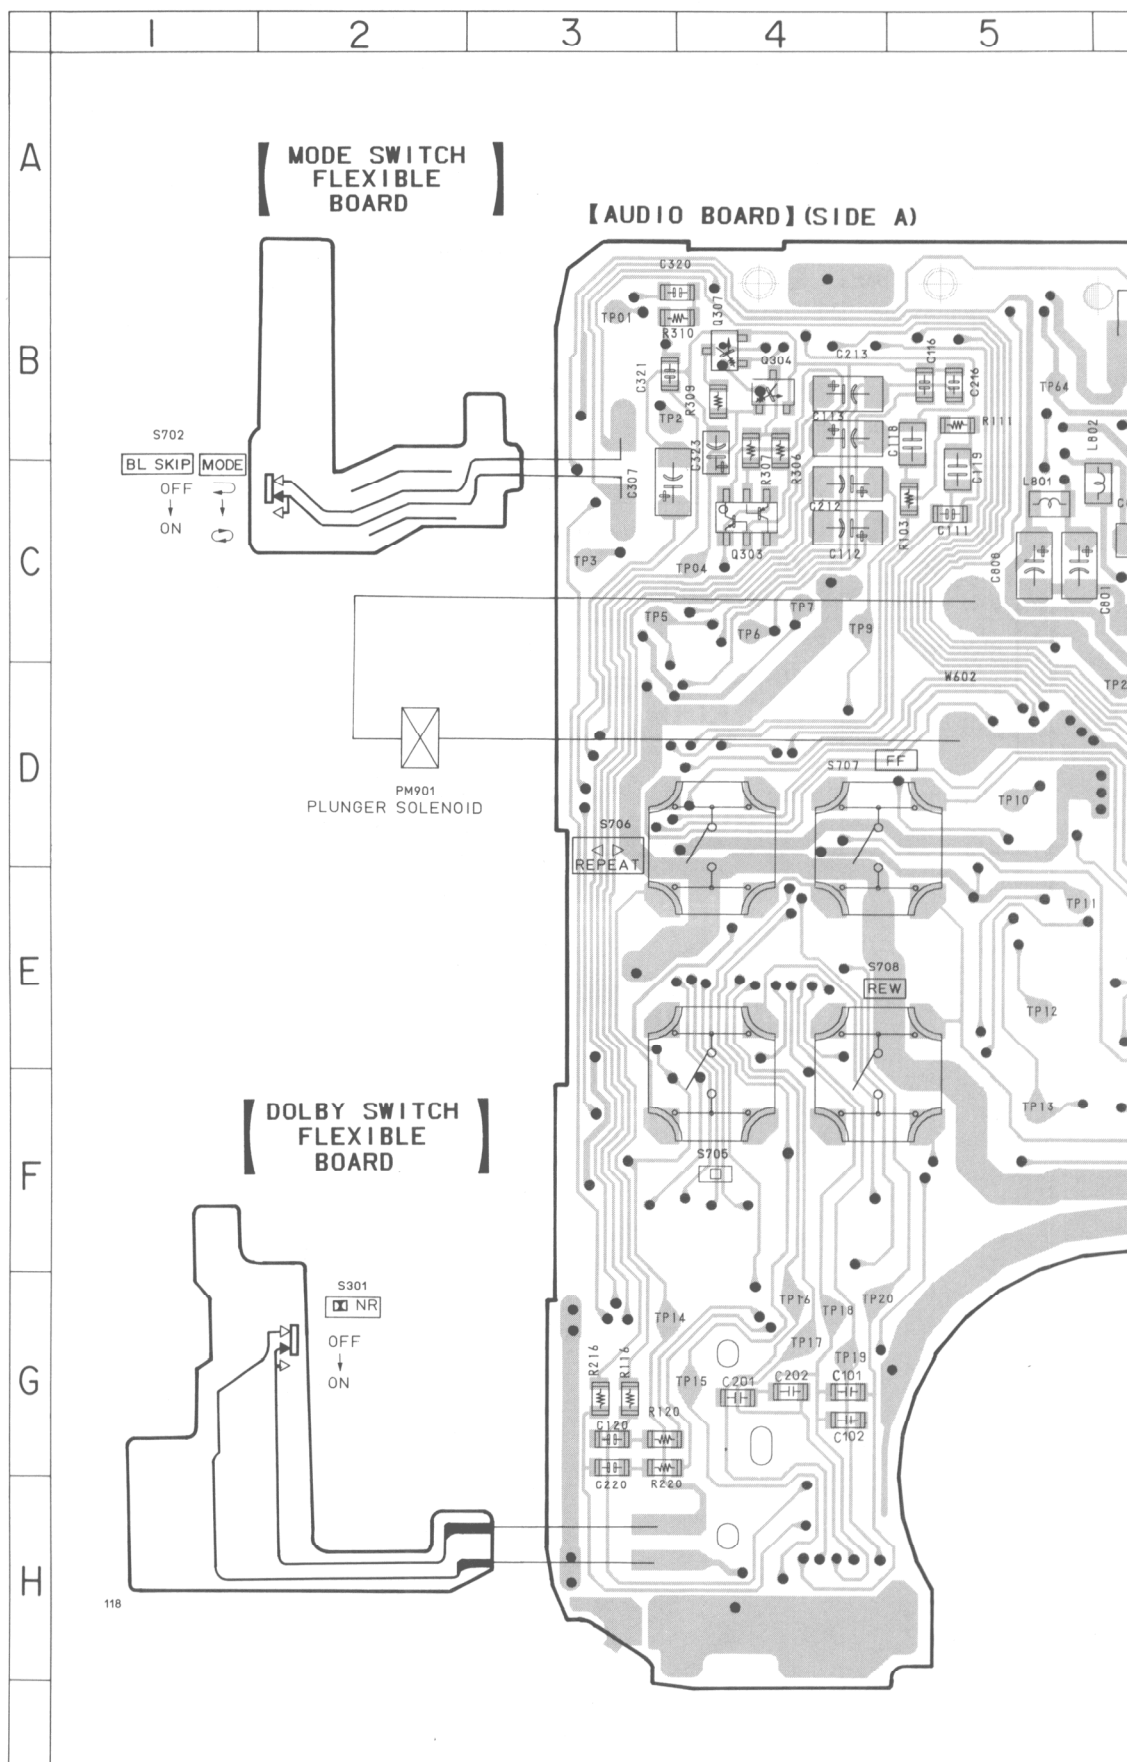 1 2 3 4 5
A
MODE SWITCH
FLEXIBLE
BOARD
【AUDIO BOARD】(SIDE A)
C320
TP01
R310
Q307
B
C321
Q304
C213
C116
C216
TP64
R309
TP2
C113
R111
S702
C323
C118
L802
BL SKIP MODE
OFF
ON
C307
R307
R306
C119
L801
C212
R103
C111
Q303
C112
C
TP3
TP04
C806
C801
TP5
TP6
TP7
TP9
W602
TP2
D
S707
FF
PM901
PLUNGER SOLENOID
TP10
S706
REPEAT
TP11
E
S708
REW
TP12
DOLBY SWITCH
FLEXIBLE
BOARD
TP13
F
S705
S301
NR
OFF
ON
TP14
TP16
TP18
TP20
TP17
G
R216
R116
TP15
TP19
C201
C202
C101
R120
C120
C102
C220
R220
H
118